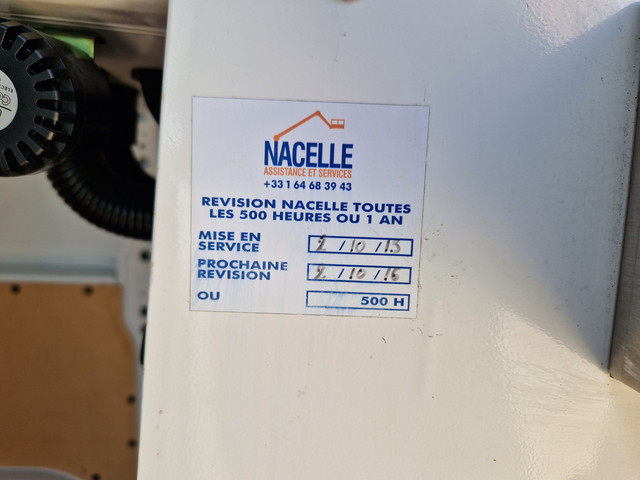 NACELLE
ASSISTANCE ET SERVICES
+33 1 64 68 39 43
REVISION NACELLE TOUTES
LES 500 HEURES OU 1 AN
MISE EN
SERVICE 2 / 10 / 15
PROCHAINE
REVISION 2 / 10 / 16
OU 500 H